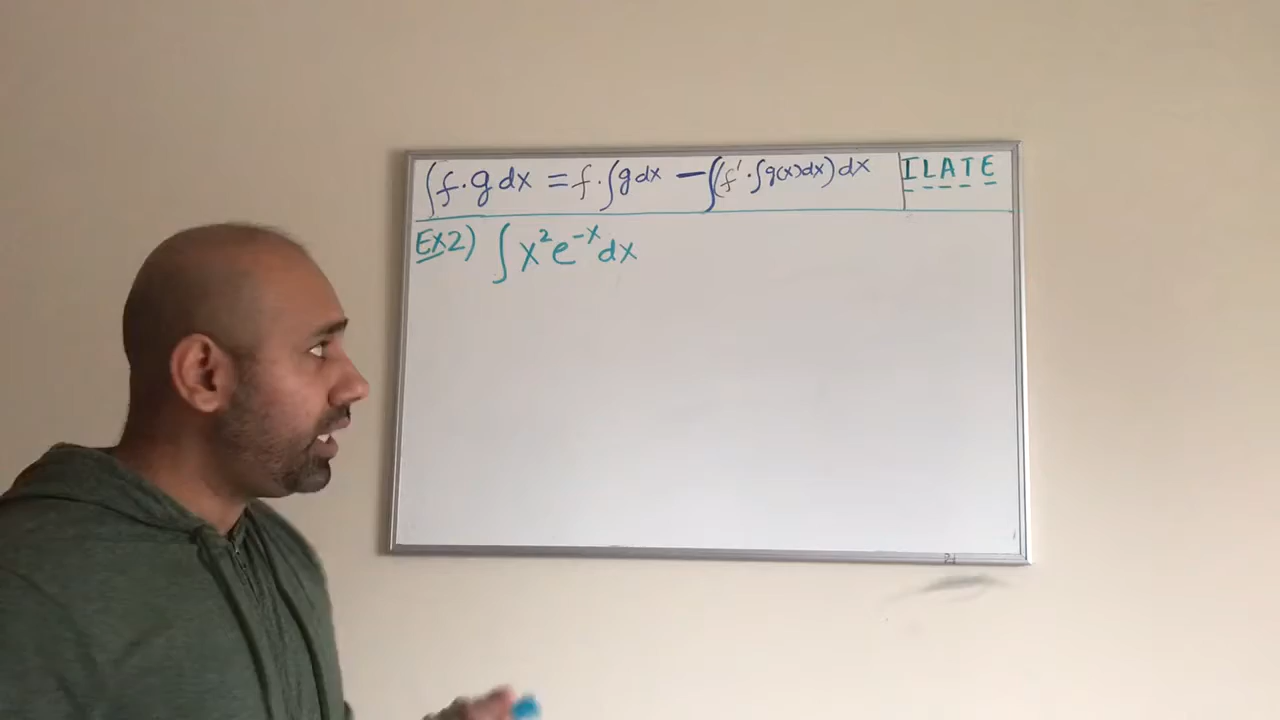 ∫f·g dx = f·∫g dx − ∫(f'·∫g(x)dx)dx | ILATE
Ex2) ∫x²e⁻ˣdx